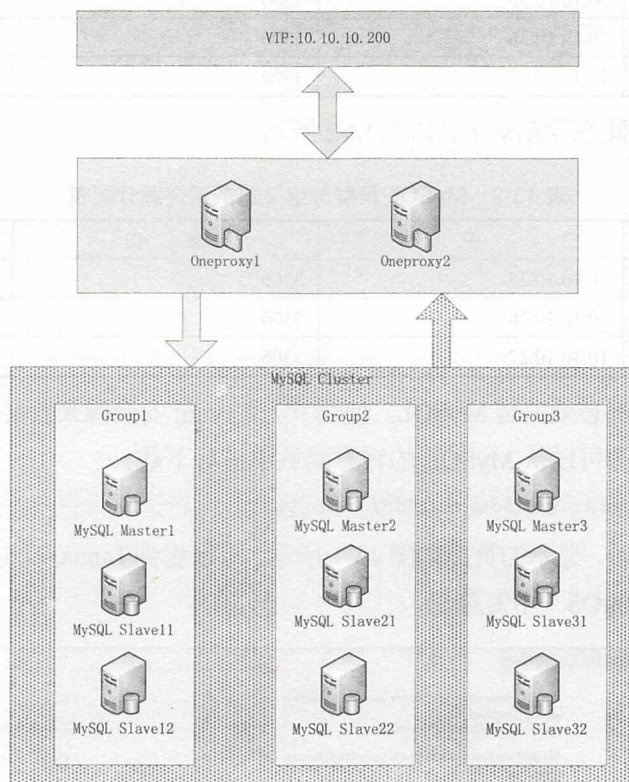 VIP:10.10.10.200
Oneproxy1
Oneproxy2
MySQL Cluster
Group1
Group2
Group3
MySQL Master1
MySQL Master2
MySQL Master3
MySQL Slave11
MySQL Slave21
MySQL Slave31
MySQL Slave12
MySQL Slave22
MySQL Slave32